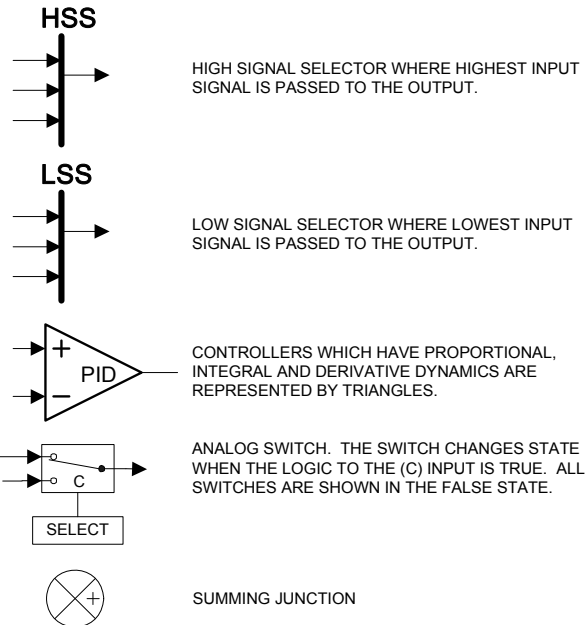 HSS
HIGH SIGNAL SELECTOR WHERE HIGHEST INPUT
SIGNAL IS PASSED TO THE OUTPUT.
LSS
LOW SIGNAL SELECTOR WHERE LOWEST INPUT
SIGNAL IS PASSED TO THE OUTPUT.
+
PID
−
CONTROLLERS WHICH HAVE PROPORTIONAL,
INTEGRAL AND DERIVATIVE DYNAMICS ARE
REPRESENTED BY TRIANGLES.
C
SELECT
ANALOG SWITCH. THE SWITCH CHANGES STATE
WHEN THE LOGIC TO THE (C) INPUT IS TRUE. ALL
SWITCHES ARE SHOWN IN THE FALSE STATE.
+
SUMMING JUNCTION